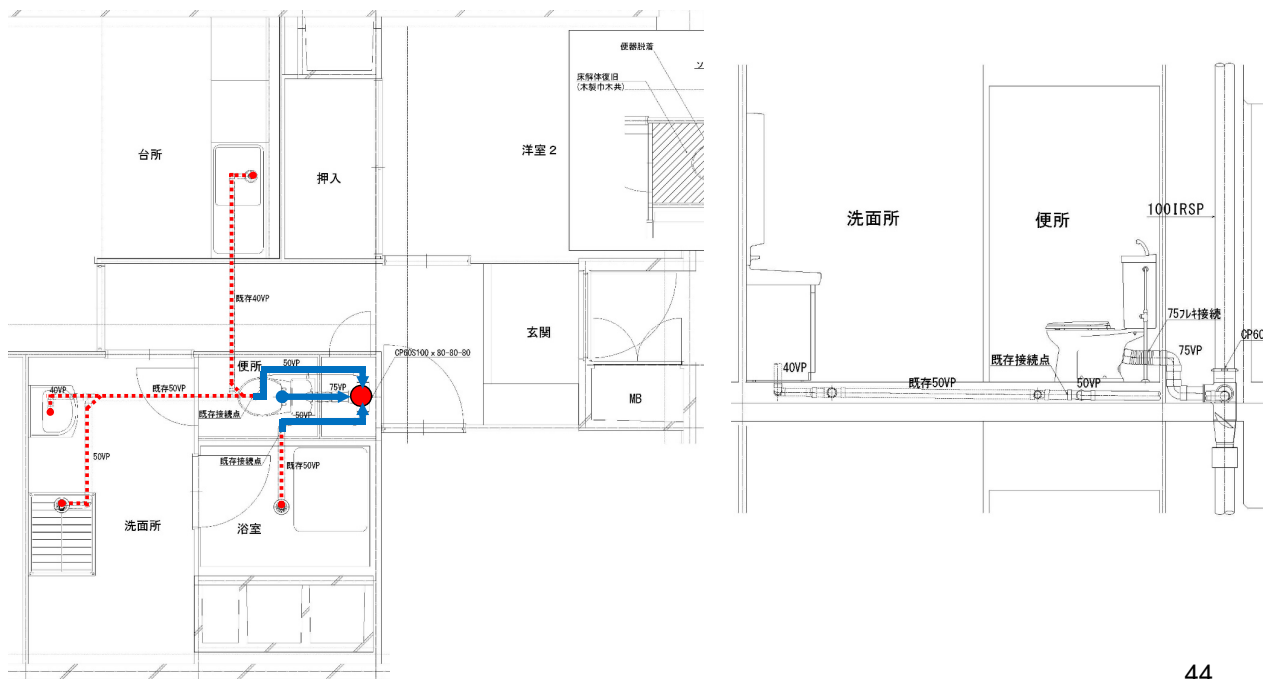 便器脱着
床解体復旧
(木製巾木共)
台所
押入
洋室2
既存40VP
玄関
CP60S100×80-80-80
便所
50VP
75VP
40VP
既存50VP
既存接続点
50VP
MB
50VP
既存接続点
既存50VP
洗面所
浴室
100IRSP
洗面所
便所
75フレキ接続
75VP
CP60
既存接続点
40VP
既存50VP
50VP
44